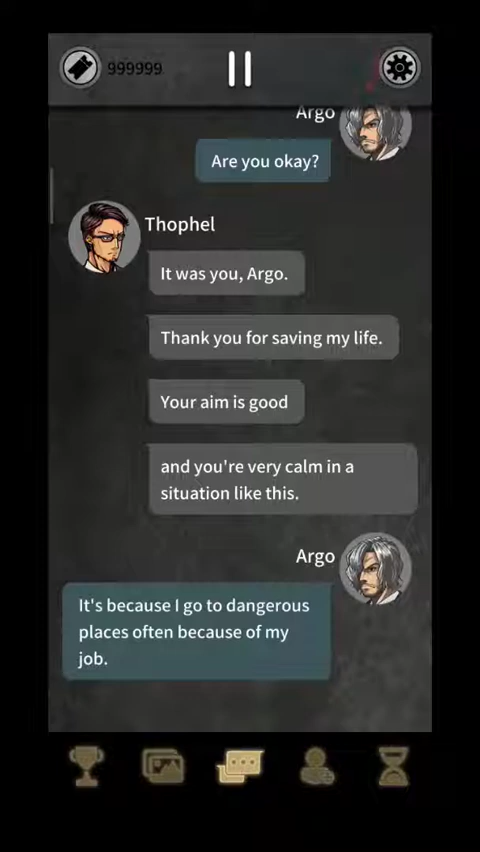 999999
Argo
Are you okay?
Thophel
It was you, Argo.
Thank you for saving my life.
Your aim is good
and you're very calm in a
situation like this.
Argo
It's because I go to dangerous
places often because of my
job.